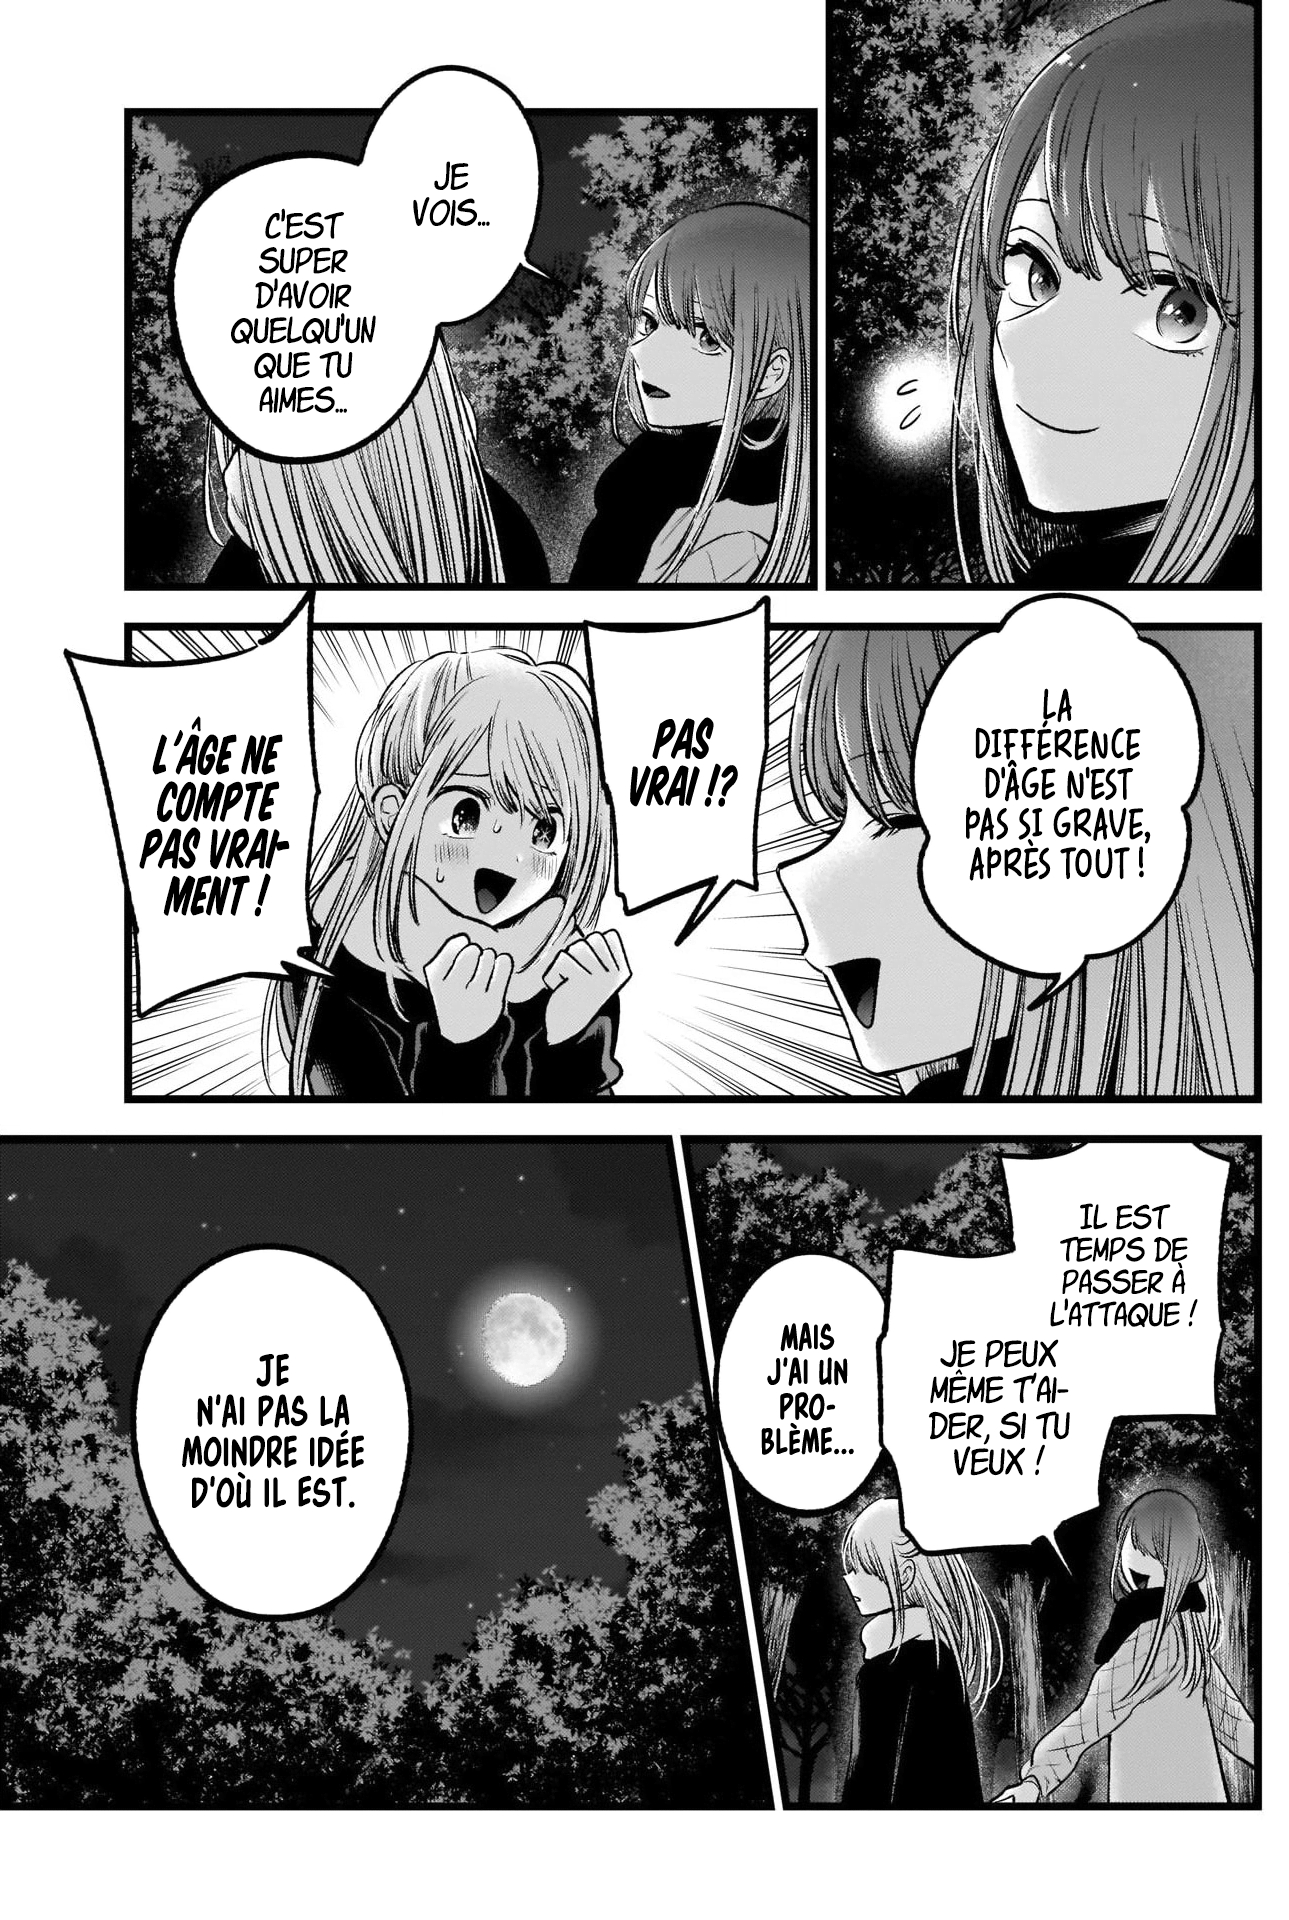 JE
VOIS...
C'EST
SUPER
D'AVOIR
QUELQU'UN
QUE TU
AIMES...
LA
DIFFÉRENCE
D'ÂGE N'EST
PAS SI GRAVE,
APRÈS TOUT !
PAS
VRAI !?
L'ÂGE NE
COMPTE
PAS VRAI-
MENT !
IL EST
TEMPS DE
PASSER À
L'ATTAQUE !
JE PEUX
MÊME T'AI-
DER, SI TU
VEUX !
MAIS
J'AI UN
PRO-
BLÈME...
JE
N'AI PAS LA
MOINDRE IDÉE
D'OÙ IL EST.